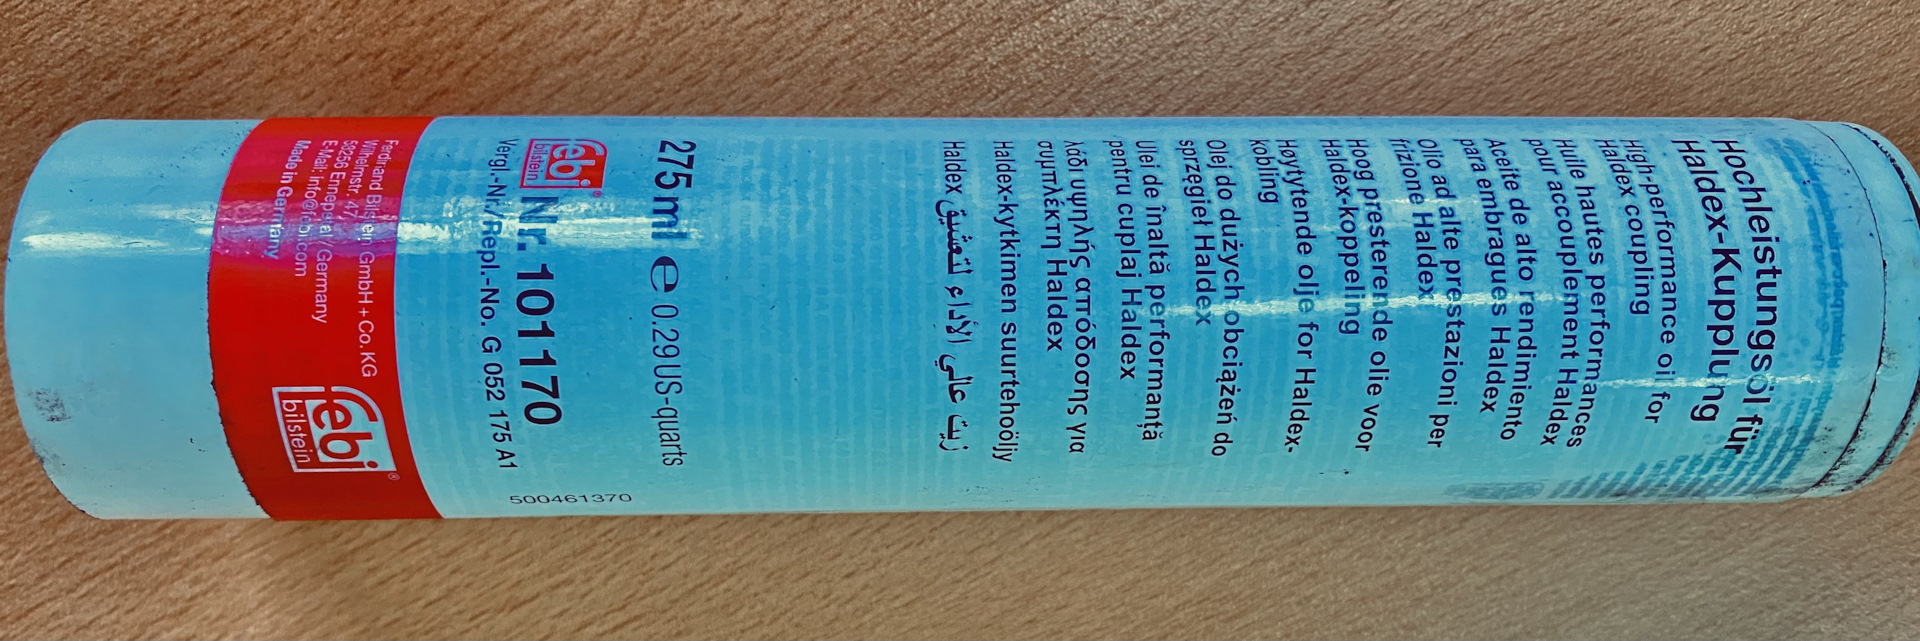 Hochleistungsöl für
Haldex-Kupplung
High-performance oil for
Haldex coupling
Huile hautes performances
pour accouplement Haldex
Aceite de alto rendimiento
para embragues Haldex
Olio ad alte prestazioni per
frizione Haldex
Hoog presterende olie voor
Haldex-koppeling
Høytytende olje for Haldex-
kobling
Olej do dużych obciążeń do
sprzęgieł Haldex
Ulei de înaltă performanță
pentru cuplaj Haldex
λάδι υψηλής απόδοσης για
συμπλέκτη Haldex
Haldex-kytkimen suurtehoöljy
زيت عالي الأداء لتعشيق Haldex
275 ml e 0.29 US-quarts
febi® bilstein Nr. 101170
Vergl.-Nr./Repl.-No. G 052 175 A1
500461370
Ferdinand Bilstein GmbH + Co. KG
Wilhelmstr. 47
58256 Ennepetal / Germany
E-Mail: info@febi.com
Made in Germany
febi®
bilstein